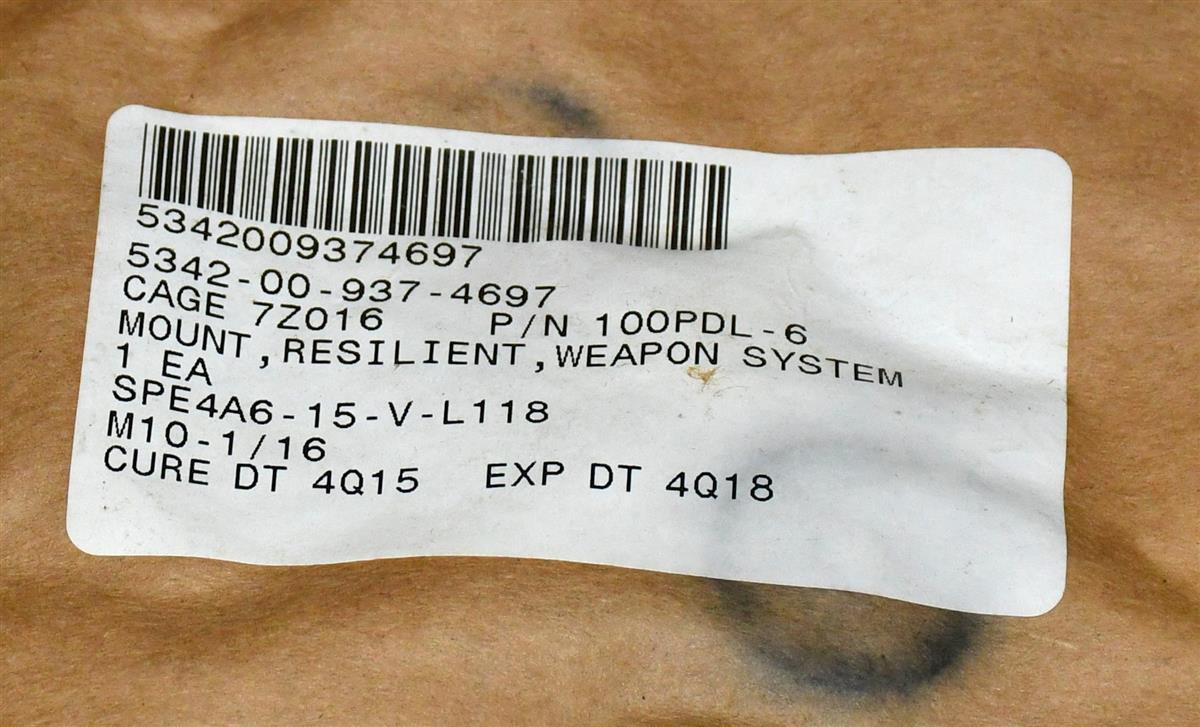 5342009374697
5342-00-937-4697
CAGE 7Z016 P/N 100PDL-6
MOUNT,RESILIENT,WEAPON SYSTEM
1 EA
SPE4A6-15-V-L118
M10-1/16
CURE DT 4Q15 EXP DT 4Q18